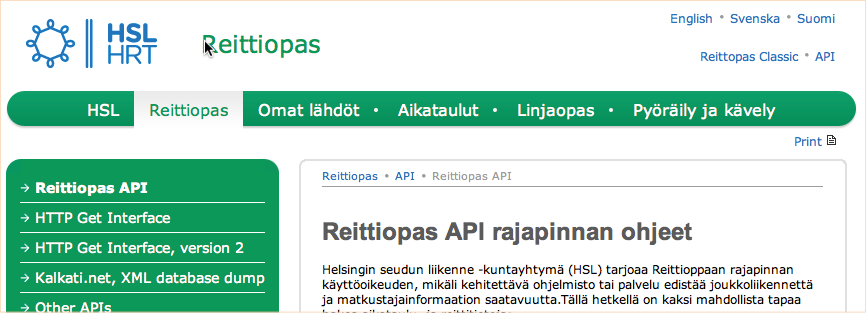 English • Svenska • Suomi
HSL
HRT
Reittiopas
Reittopas Classic • API
HSL Reittiopas Omat lähdöt • Aikataulut • Linjaopas • Pyöräily ja kävely
Print
→ Reittiopas API
→ HTTP Get Interface
→ HTTP Get Interface, version 2
→ Kalkati.net, XML database dump
→ Other APIs
Reittiopas • API • Reittiopas API
Reittiopas API rajapinnan ohjeet
Helsingin seudun liikenne -kuntayhtymä (HSL) tarjoaa Reittioppaan rajapinnan
käyttöoikeuden, mikäli kehitettävä ohjelmisto tai palvelu edistää joukkoliikennettä
ja matkustajainformaation saatavuutta.Tällä hetkellä on kaksi mahdollista tapaa